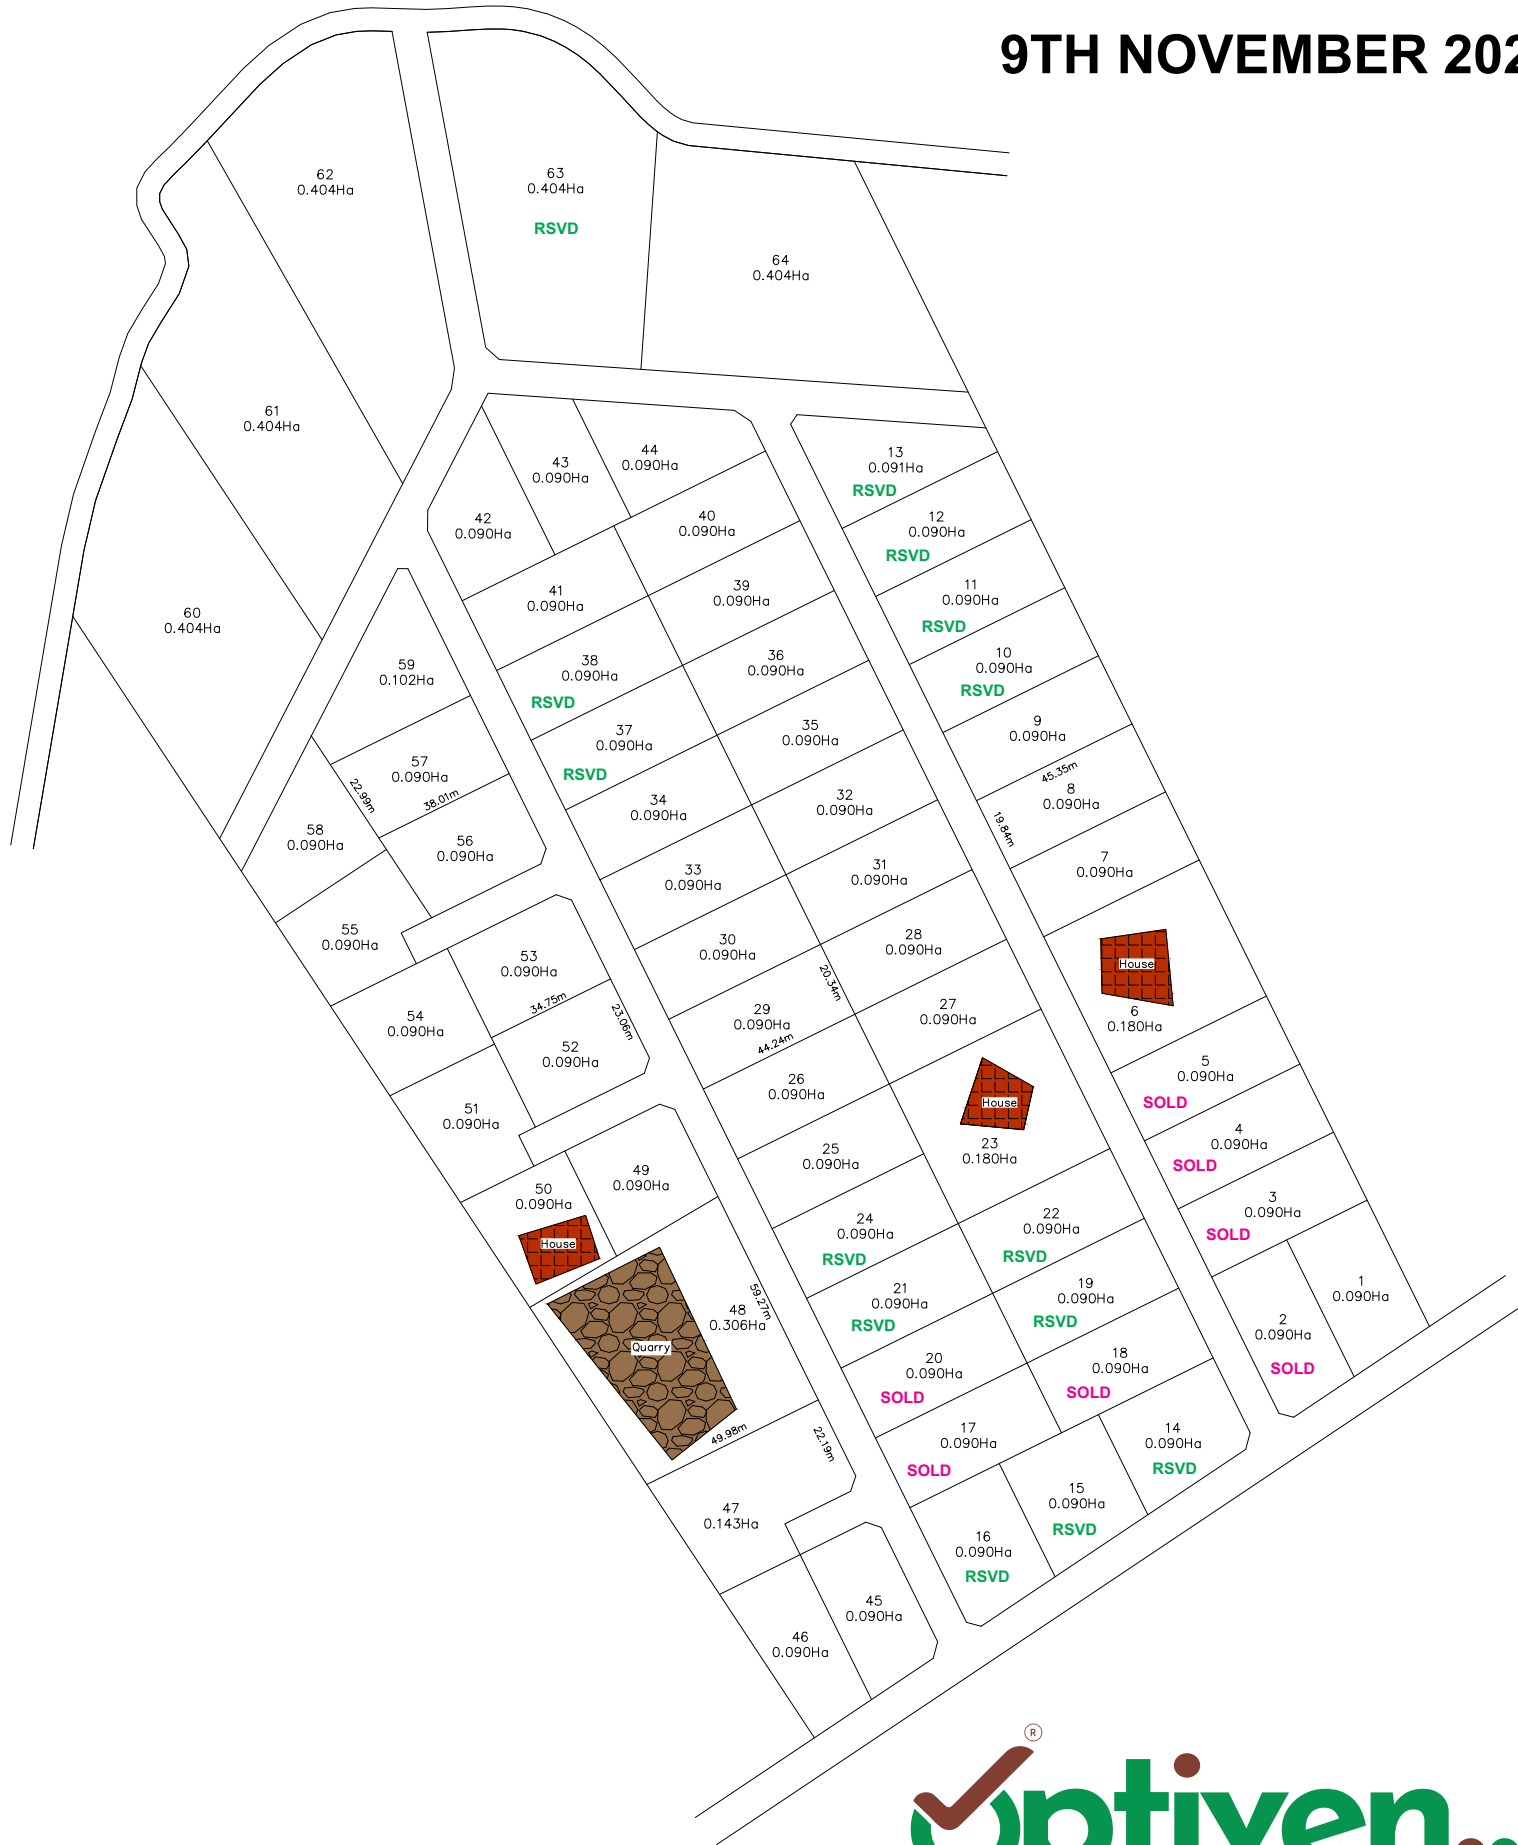 9TH NOVEMBER 202
62
0.404Ha
63
0.404Ha
RSVD
64
0.404Ha
61
0.404Ha
60
0.404Ha
44
0.090Ha
43
0.090Ha
42
0.090Ha
13
0.091Ha
RSVD
40
0.090Ha
12
0.090Ha
RSVD
41
0.090Ha
39
0.090Ha
11
0.090Ha
RSVD
38
0.090Ha
RSVD
36
0.090Ha
10
0.090Ha
RSVD
59
0.102Ha
37
0.090Ha
RSVD
35
0.090Ha
9
0.090Ha
45.35m
57
0.090Ha
22.99m
38.01m
34
0.090Ha
32
0.090Ha
8
0.090Ha
19.84m
58
0.090Ha
56
0.090Ha
33
0.090Ha
31
0.090Ha
7
0.090Ha
55
0.090Ha
53
0.090Ha
34.75m
30
0.090Ha
28
0.090Ha
20.34m
House
6
0.180Ha
54
0.090Ha
23.06m
52
0.090Ha
29
0.090Ha
44.24m
27
0.090Ha
5
0.090Ha
SOLD
51
0.090Ha
26
0.090Ha
House
23
0.180Ha
4
0.090Ha
SOLD
50
0.090Ha
House
49
0.090Ha
25
0.090Ha
3
0.090Ha
SOLD
24
0.090Ha
RSVD
22
0.090Ha
RSVD
48
0.306Ha
59.27m
Quarry
21
0.090Ha
RSVD
19
0.090Ha
RSVD
1
0.090Ha
2
0.090Ha
SOLD
20
0.090Ha
SOLD
18
0.090Ha
SOLD
49.98m
22.19m
17
0.090Ha
SOLD
14
0.090Ha
RSVD
47
0.143Ha
15
0.090Ha
RSVD
16
0.090Ha
RSVD
45
0.090Ha
46
0.090Ha
R
Optiven